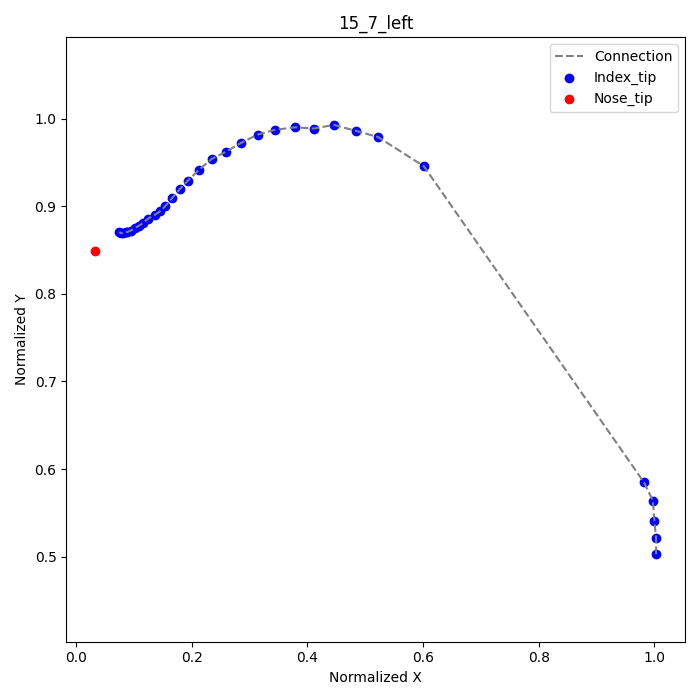 15_7_left
Connection
Index_tip
Nose_tip
Normalized Y
1.0
0.9
0.8
0.7
0.6
0.5
0.0 0.2 0.4 0.6 0.8 1.0
Normalized X